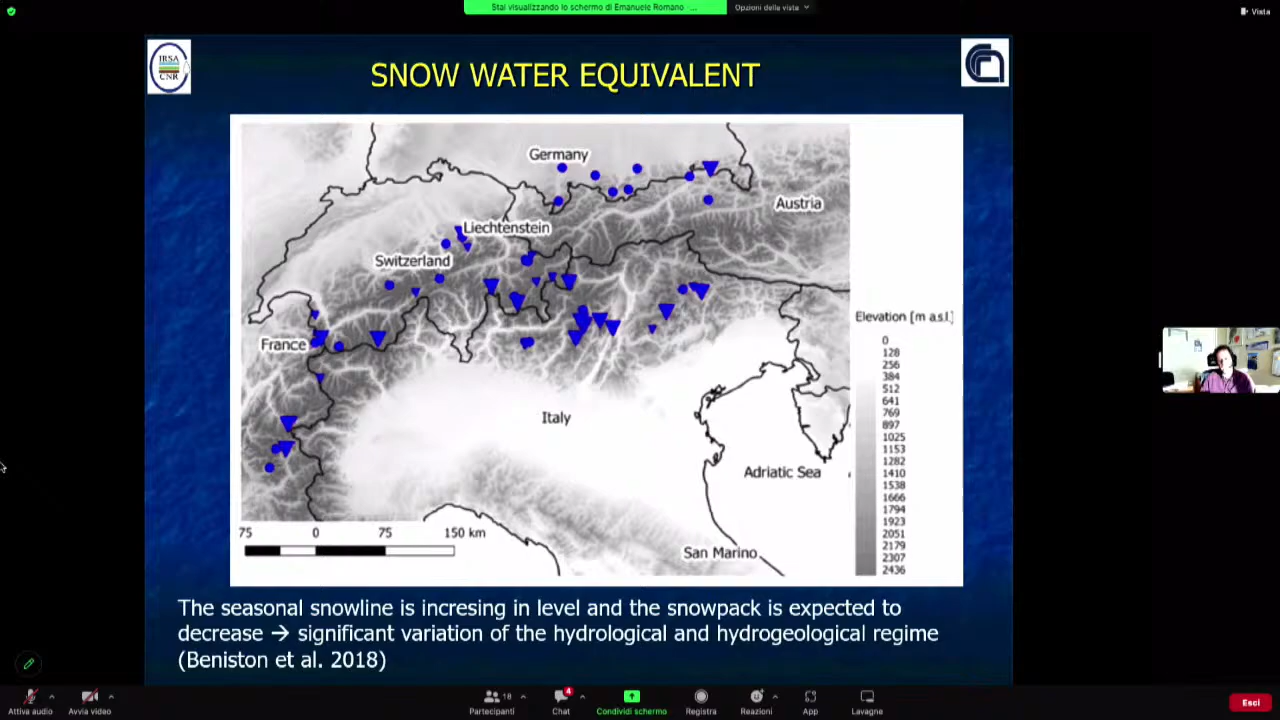 Stai visualizzando lo schermo di Emanuele Romano - ...
Opzioni della vista
Vista
IRSA
CNR
SNOW WATER EQUIVALENT
Germany
Austria
Liechtenstein
Switzerland
France
Italy
Adriatic Sea
San Marino
75 0 75 150 km
Elevation [m a.s.l.]
0
128
256
384
512
641
769
897
1025
1153
1282
1410
1538
1666
1794
1923
2051
2179
2307
2436
The seasonal snowline is incresing in level and the snowpack is expected to
decrease → significant variation of the hydrological and hydrogeological regime
(Beniston et al. 2018)
Attiva audio
Avvia video
Partecipanti
18
Chat
4
Condividi schermo
Registra
Reazioni
App
Lavagne
Esci